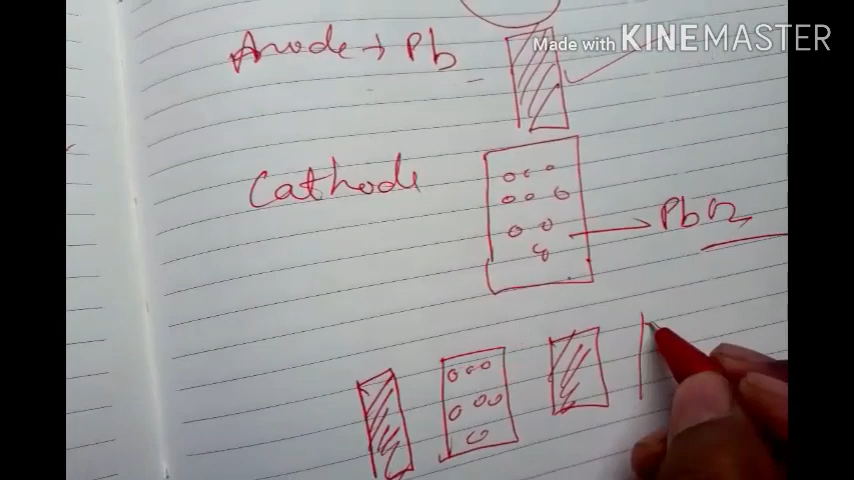 Made with KINEMASTER
Anode → Pb
Cathode
→ PbO2